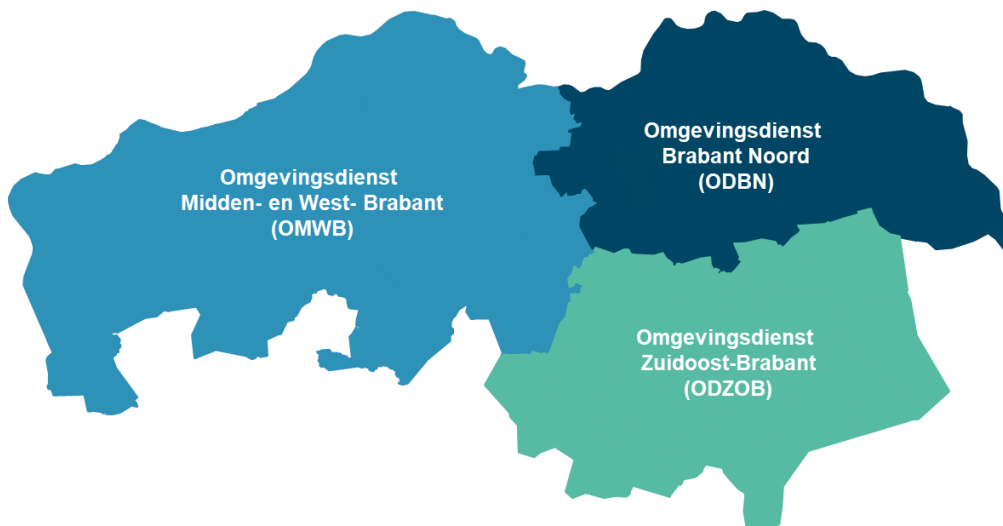 Omgevingsdienst
Midden- en West- Brabant
(OMWB)
Omgevingsdienst
Brabant Noord
(ODBN)
Omgevingsdienst
Zuidoost-Brabant
(ODZOB)